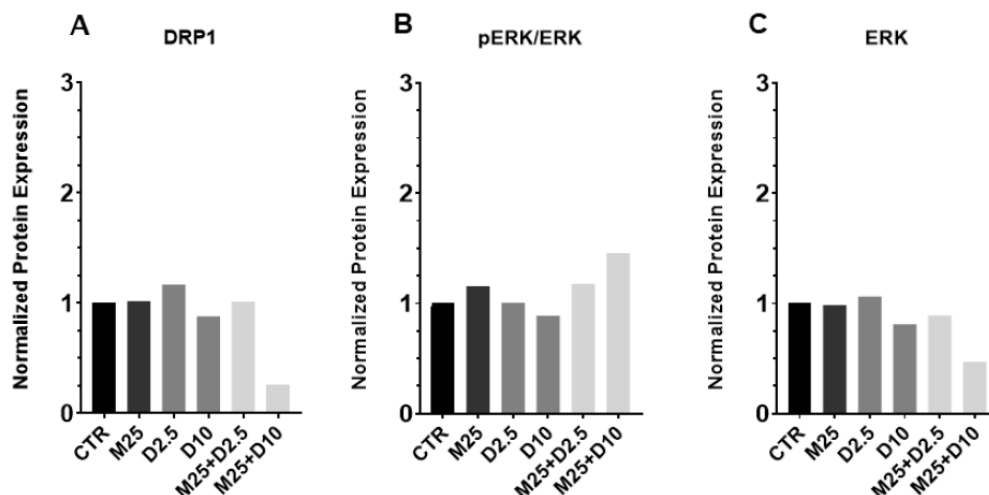 A
DRP1
Normalized Protein Expression
3
2
1
0
CTR
M25
D2.5
D10
M25+D2.5
M25+D10
B
pERK/ERK
Normalized Protein Expression
3
2
1
0
CTR
M25
D2.5
D10
M25+D2.5
M25+D10
C
ERK
Normalized Protein Expression
3
2
1
0
CTR
M25
D2.5
D10
M25+D2.5
M25+D10